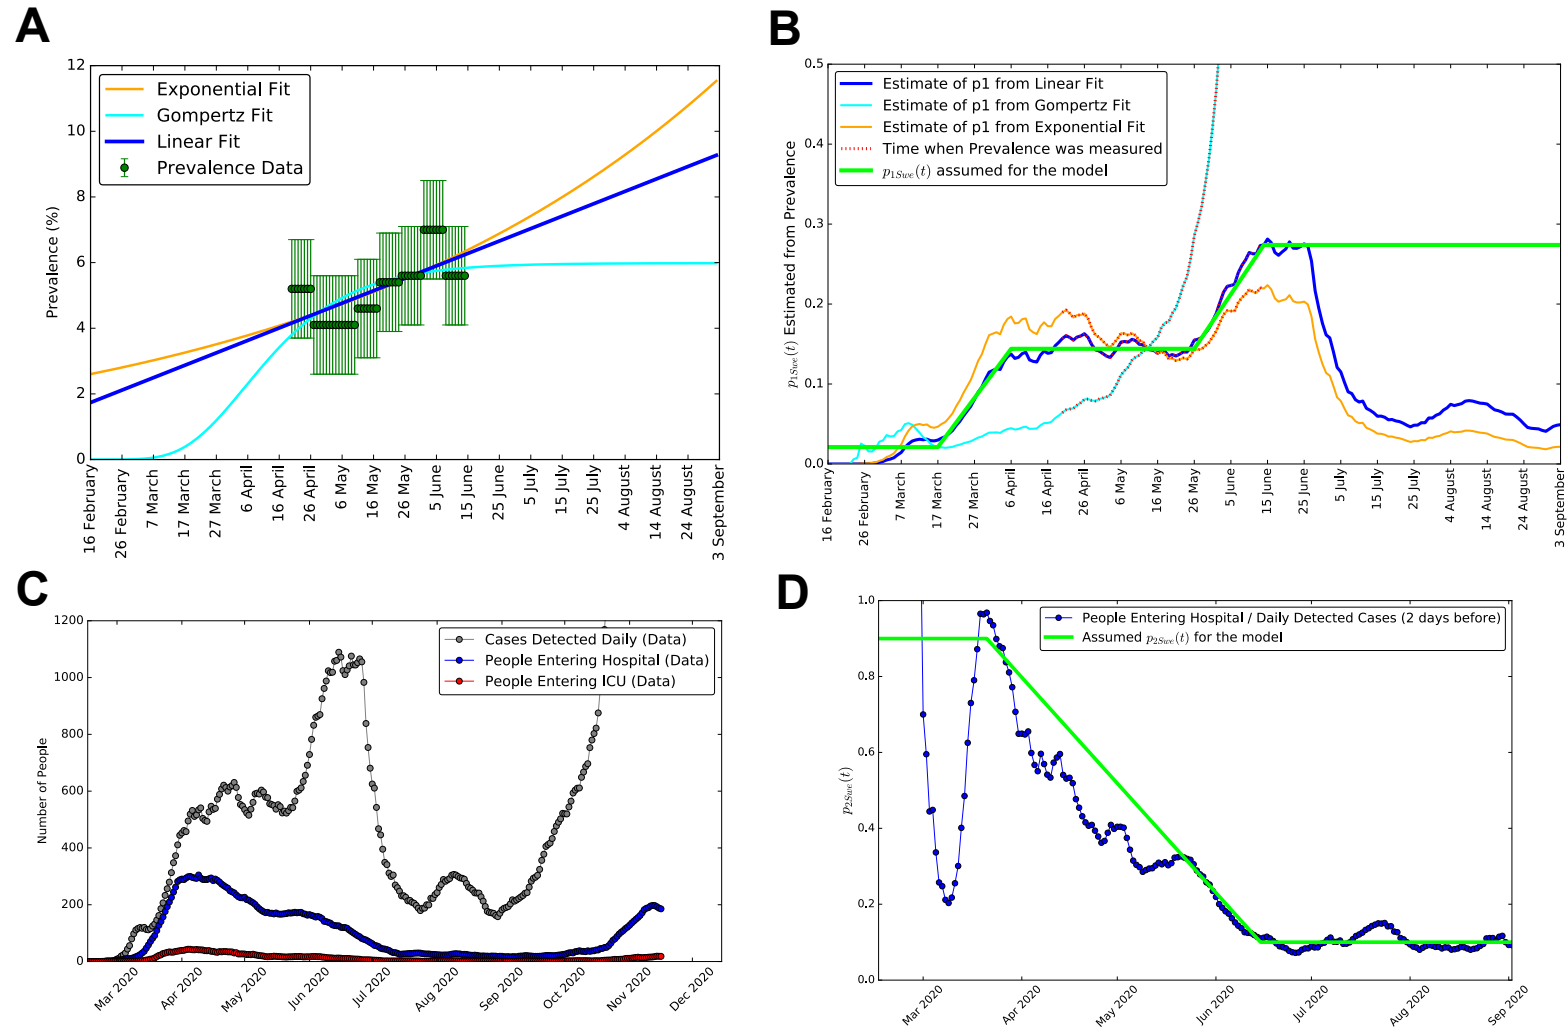 A
Prevalence (%)
12
10
8
6
4
2
0
Exponential Fit
Gompertz Fit
Linear Fit
Prevalence Data
16 February
26 February
7 March
17 March
27 March
6 April
16 April
26 April
6 May
16 May
26 May
5 June
15 June
25 June
5 July
15 July
25 July
4 August
14 August
24 August
3 September
B
p1Swe(t) Estimated from Prevalence
0.5
0.4
0.3
0.2
0.1
0.0
Estimate of p1 from Linear Fit
Estimate of p1 from Gompertz Fit
Estimate of p1 from Exponential Fit
Time when Prevalence was measured
p1Swe(t) assumed for the model
16 February
26 February
7 March
17 March
27 March
6 April
16 April
26 April
6 May
16 May
26 May
5 June
15 June
25 June
5 July
15 July
25 July
4 August
14 August
24 August
3 September
C
Number of People
1200
1000
800
600
400
200
0
Cases Detected Daily (Data)
People Entering Hospital (Data)
People Entering ICU (Data)
Mar 2020
Apr 2020
May 2020
Jun 2020
Jul 2020
Aug 2020
Sep 2020
Oct 2020
Nov 2020
Dec 2020
D
p2Swe(t)
1.0
0.8
0.6
0.4
0.2
0.0
People Entering Hospital / Daily Detected Cases (2 days before)
Assumed p2Swe(t) for the model
Mar 2020
Apr 2020
May 2020
Jun 2020
Jul 2020
Aug 2020
Sep 2020